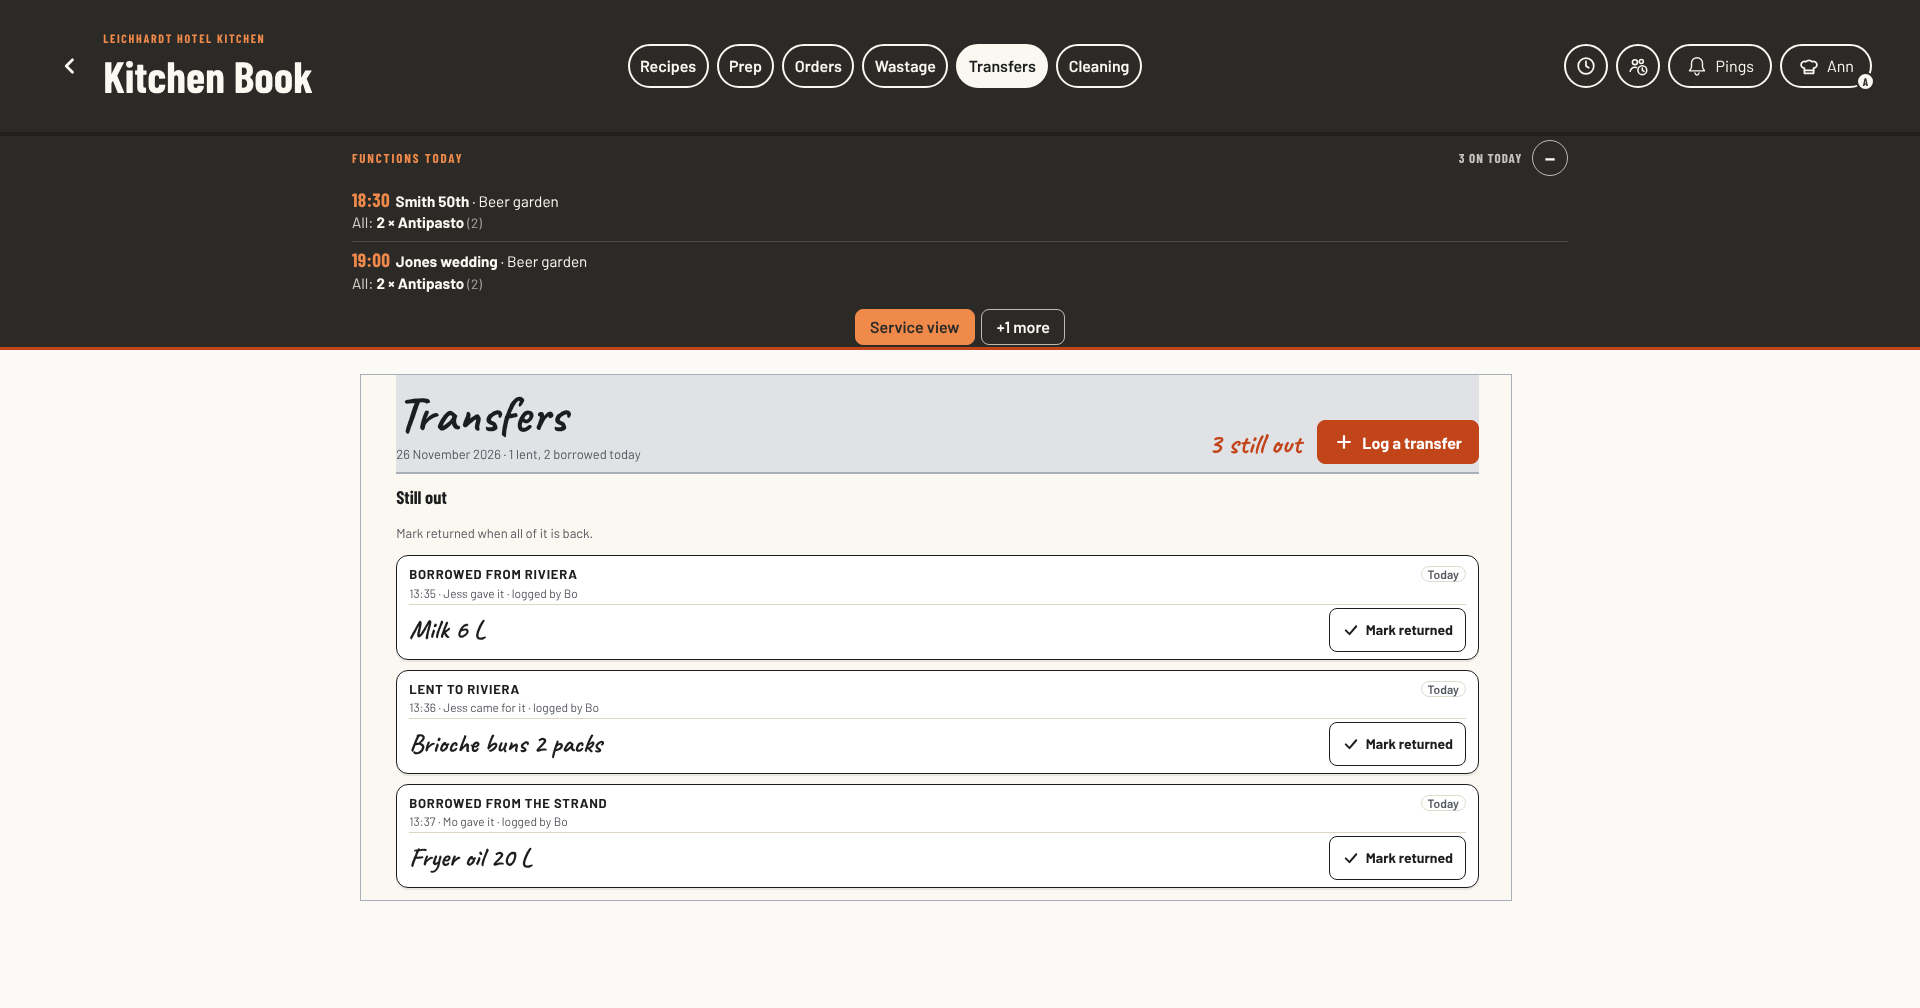 LEICHHARDT HOTEL KITCHEN
Kitchen Book
Recipes
Prep
Orders
Wastage
Transfers
Cleaning
Pings
Ann
A
FUNCTIONS TODAY
3 ON TODAY
18:30 Smith 50th · Beer garden
All: 2 × Antipasto (2)
19:00 Jones wedding · Beer garden
All: 2 × Antipasto (2)
Service view
+1 more
Transfers
26 November 2026 · 1 lent, 2 borrowed today
3 still out
Log a transfer
Still out
Mark returned when all of it is back.
BORROWED FROM RIVIERA
Today
13:35 · Jess gave it · logged by Bo
Milk 6 L
Mark returned
LENT TO RIVIERA
Today
13:36 · Jess came for it · logged by Bo
Brioche buns 2 packs
Mark returned
BORROWED FROM THE STRAND
Today
13:37 · Mo gave it · logged by Bo
Fryer oil 20 L
Mark returned